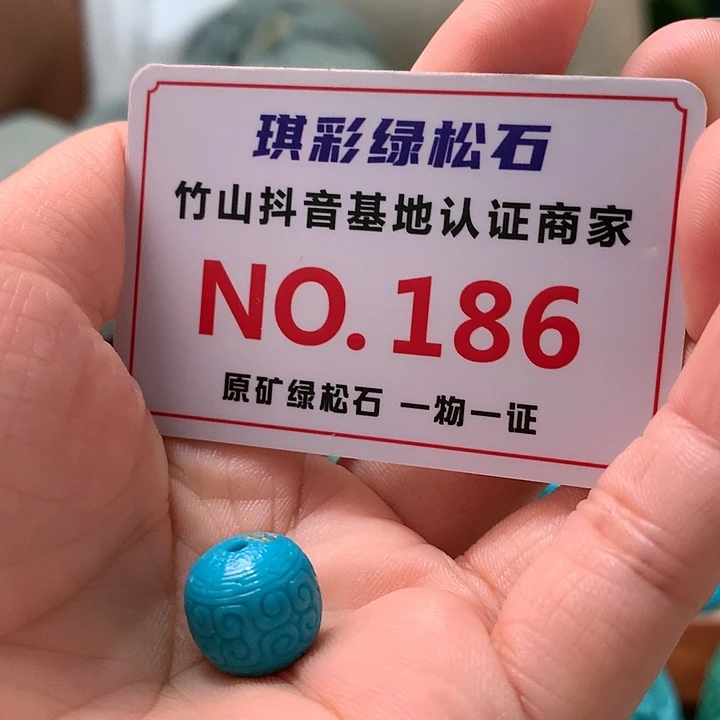 琪彩绿松石
竹山抖音基地认证商家
NO.186
原矿绿松石 一物一证